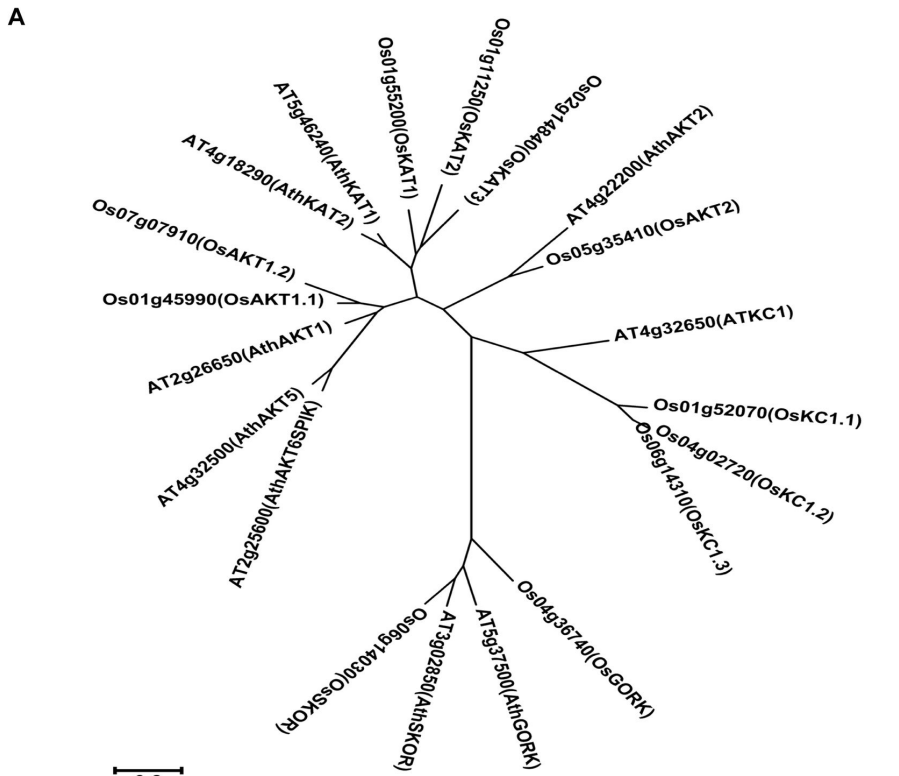 A
Os01g11250(OsKAT2)
Os01g55200(OsKAT1)
Os02g14840(OsKAT3)
AT5g46240(AthKAT1)
AT4g22200(AthAKT2)
AT4g18290(AthKAT2)
Os07g07910(OsAKT1.2)
Os05g35410(OsAKT2)
Os01g45990(OsAKT1.1)
AT4g32650(ATKC1)
AT2g26650(AthAKT1)
Os01g52070(OsKC1.1)
AT4g32500(AthAKT5)
Os04g02720(OsKC1.2)
Os06g14310(OsKC1.3)
AT2g25600(AthAKT6SPIK)
Os04g36740(OsGORK)
Os06g14030(OsSKOR)
AT3g02850(AthSKOR)
AT5g37500(AthGORK)